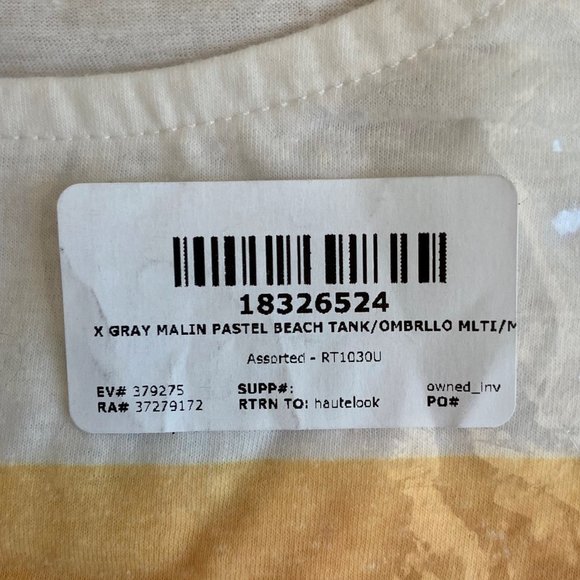 18326524
X GRAY MALIN PASTEL BEACH TANK/OMBRLLO MLTI/M
Assorted - RT1030U
EV# 379275 SUPP#: owned_inv
RA# 37279172 RTRN TO: hautelook PO#